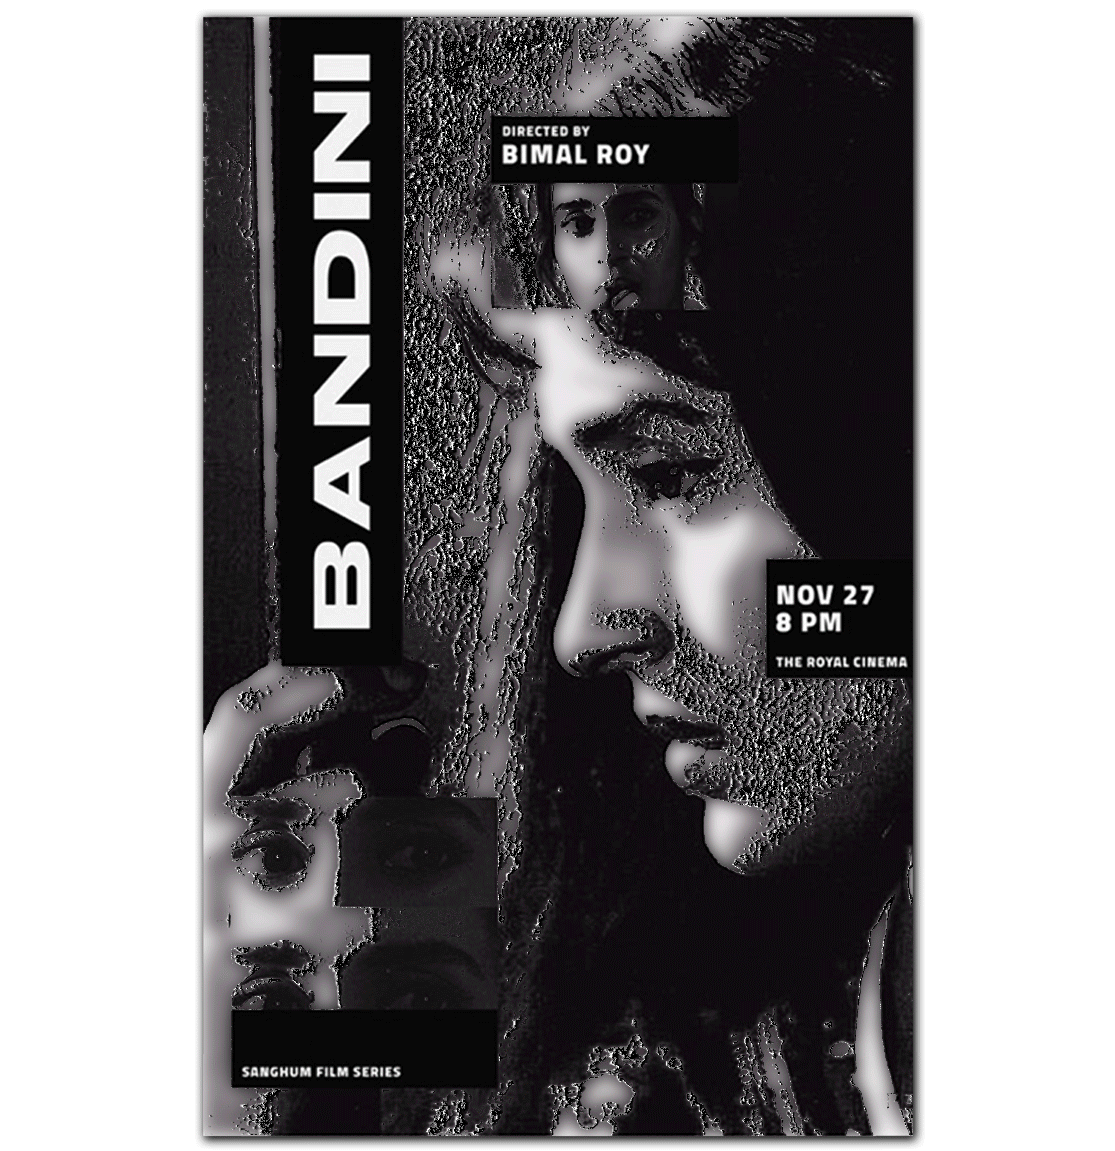 BANDINI
DIRECTED BY
BIMAL ROY
NOV 27
8 PM
THE ROYAL CINEMA
SANGHUM FILM SERIES